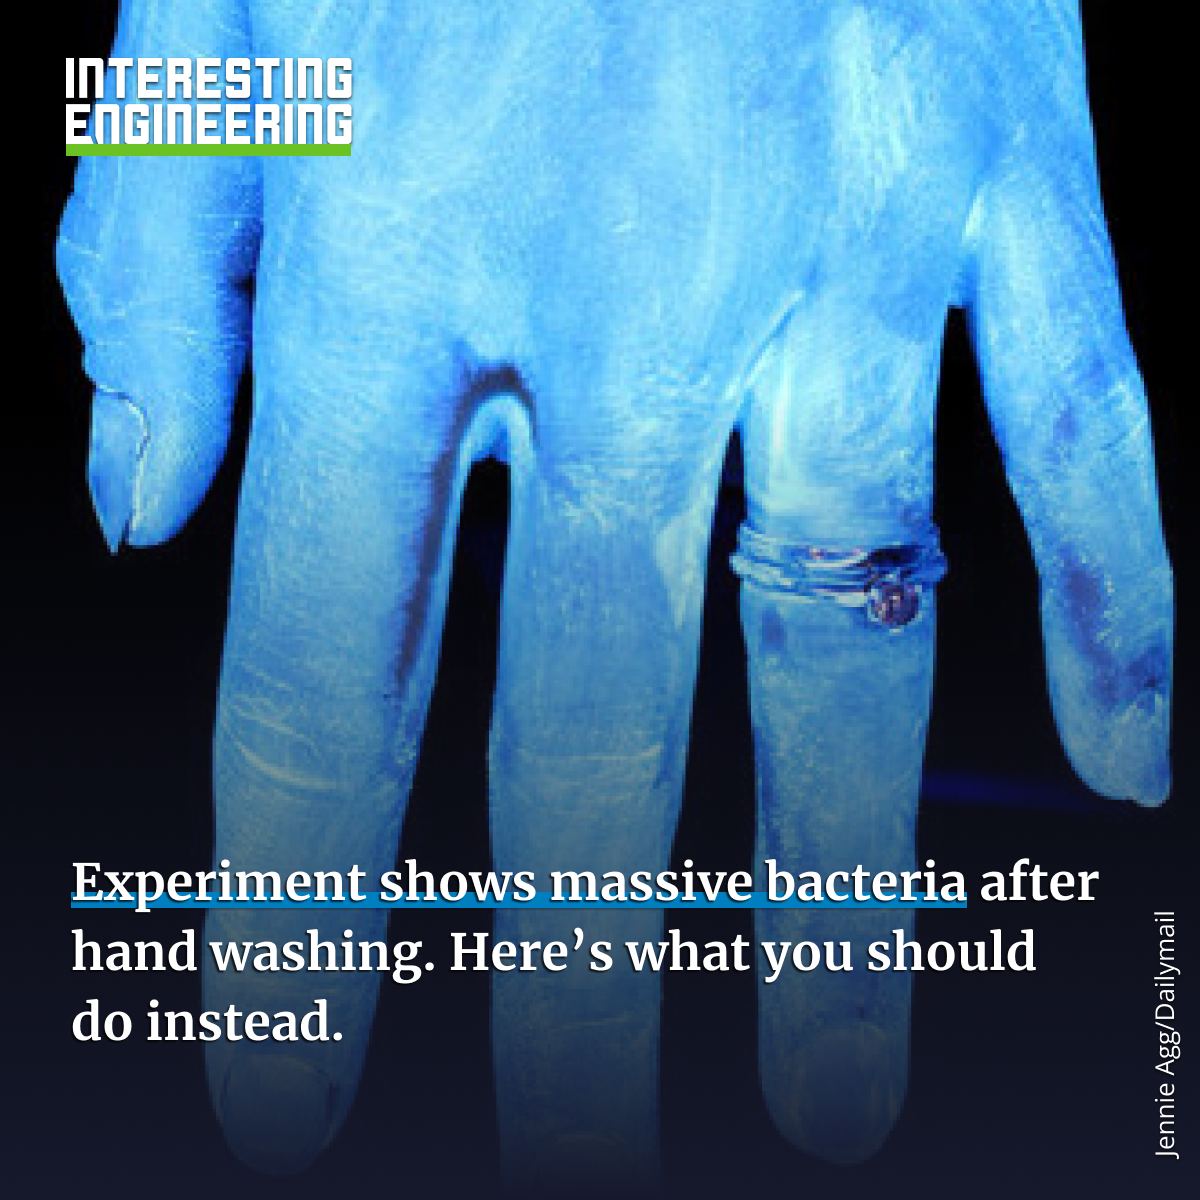 INTERESTING
ENGINEERING
Experiment shows massive bacteria after
hand washing. Here’s what you should
do instead.
Jennie Agg/Dailymail